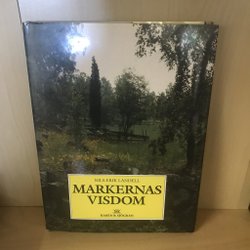 NILS-ERIK LANDELL
MARKERNAS
VISDOM
RABÉN & SJÖGREN